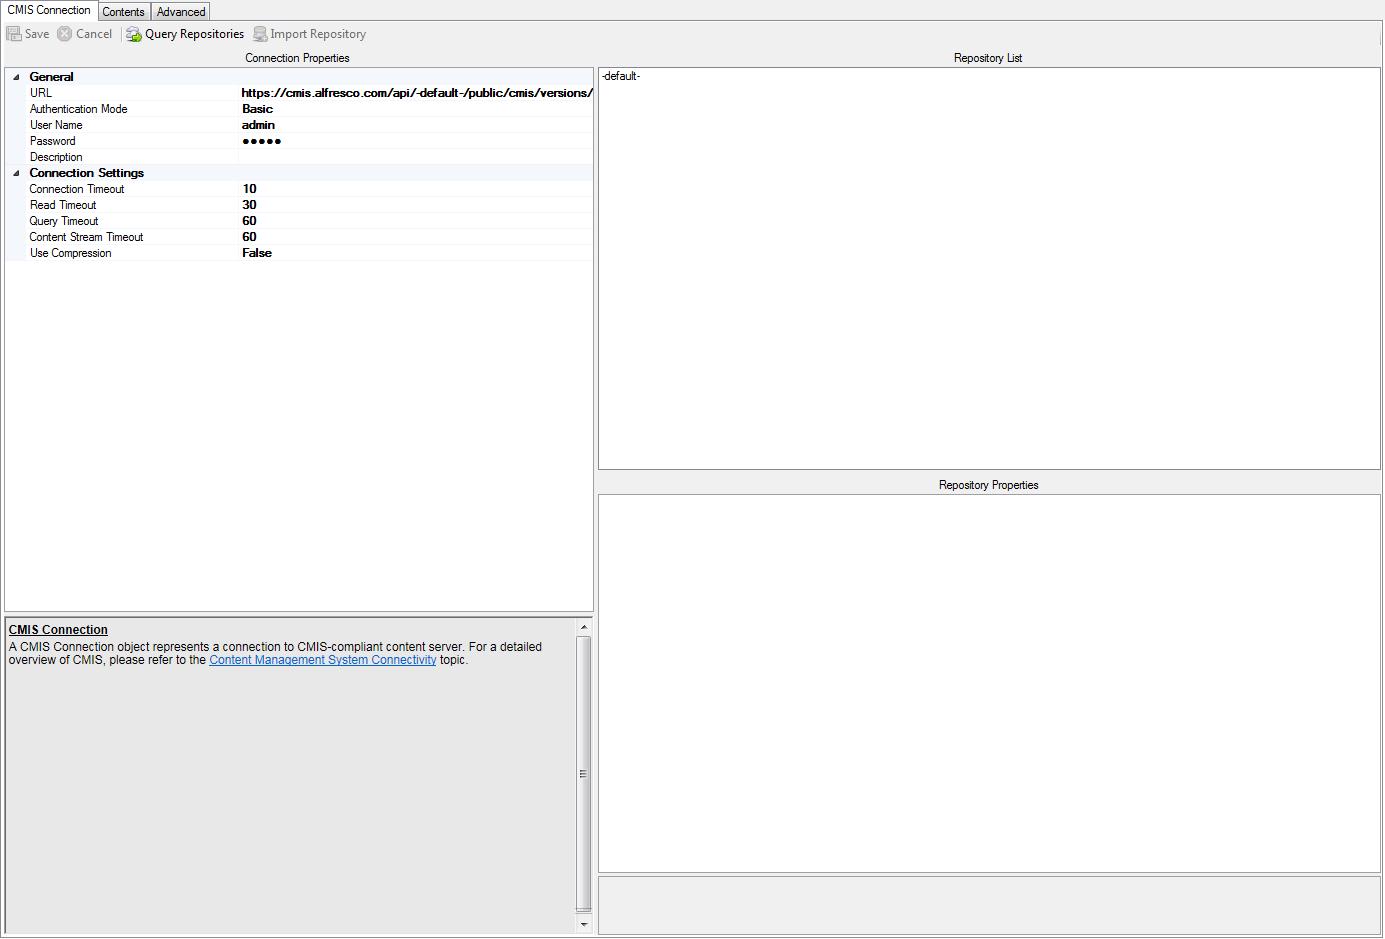 CMIS Connection Contents Advanced
Save Cancel Query Repositories Import Repository
Connection Properties
General
URL https://cmis.alfresco.com/api/-default-/public/cmis/versions/
Authentication Mode Basic
User Name admin
Password ●●●●●
Description
Connection Settings
Connection Timeout 10
Read Timeout 30
Query Timeout 60
Content Stream Timeout 60
Use Compression False
CMIS Connection
A CMIS Connection object represents a connection to CMIS-compliant content server. For a detailed
overview of CMIS, please refer to the Content Management System Connectivity topic.
Repository List
-default-
Repository Properties